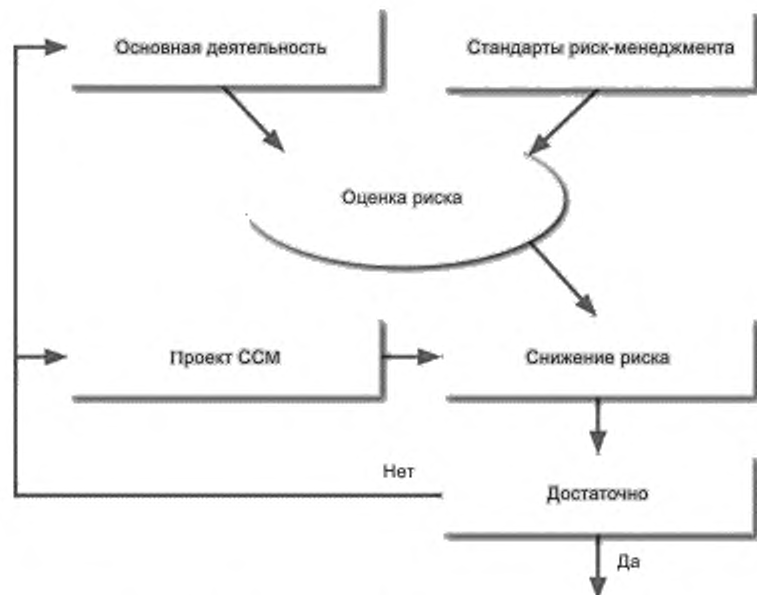 Основная деятельность
Стандарты риск-менеджмента
Оценка риска
Проект ССМ
Снижение риска
Нет
Достаточно
Да